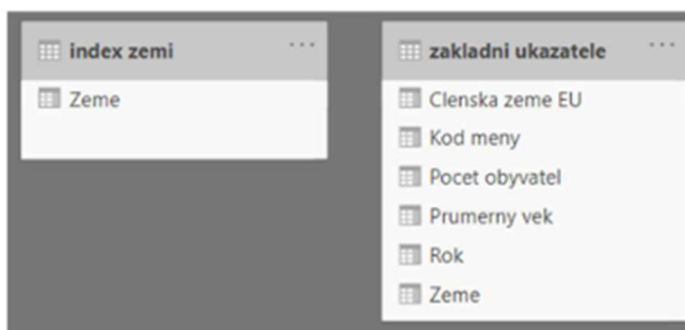 index zemi
Zeme
zakladni ukazatele
Clenska zeme EU
Kod meny
Pocet obyvatel
Prumerny vek
Rok
Zeme